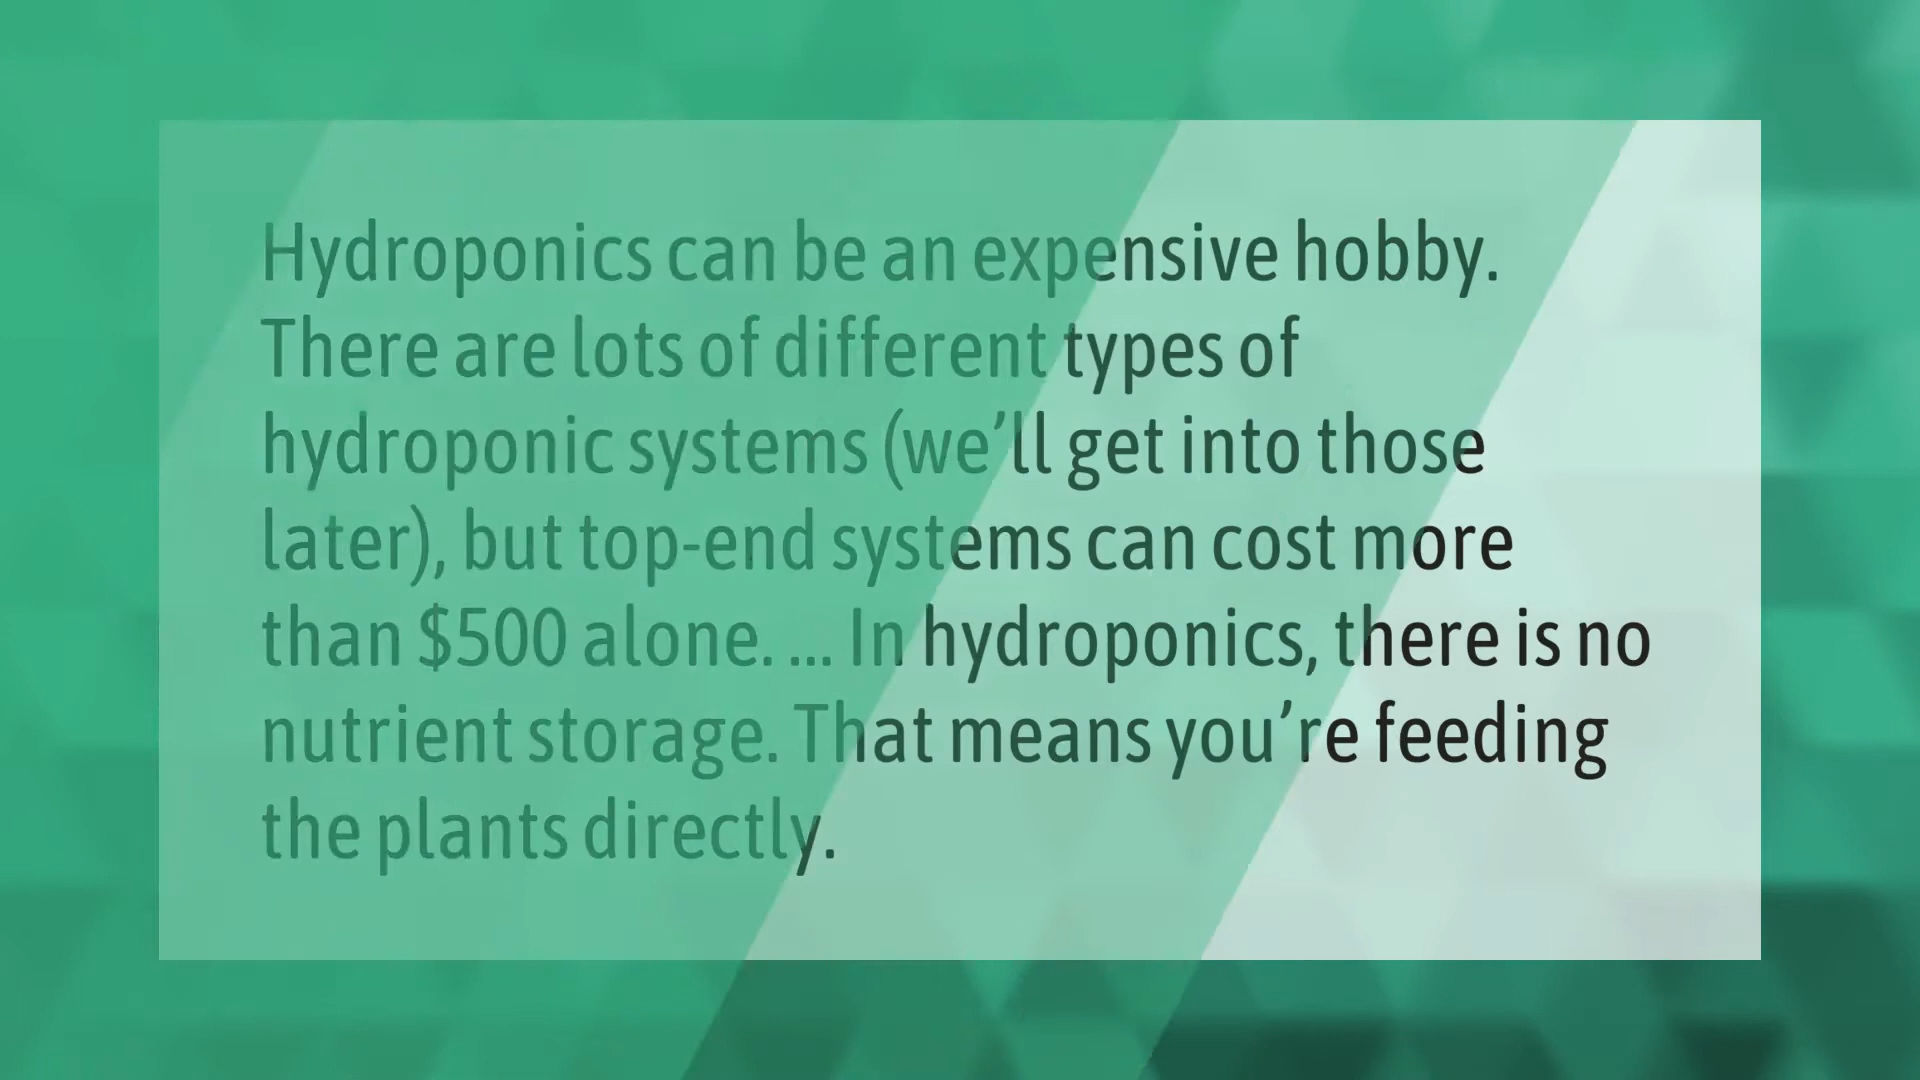 Hydroponics can be an expensive hobby.
There are lots of different types of
hydroponic systems (we’ll get into those
later), but top-end systems can cost more
than $500 alone. ... In hydroponics, there is no
nutrient storage. That means you’re feeding
the plants directly.